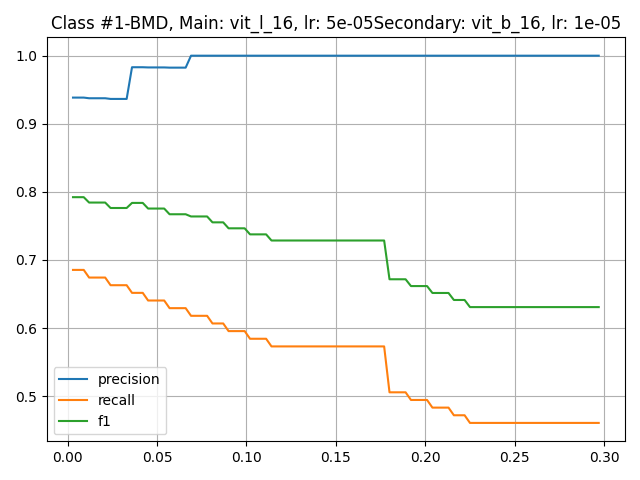 Class #1-BMD, Main: vit_l_16, lr: 5e-05Secondary: vit_b_16, lr: 1e-05
1.0
0.9
0.8
0.7
0.6
0.5
precision
recall
f1
0.00 0.05 0.10 0.15 0.20 0.25 0.30